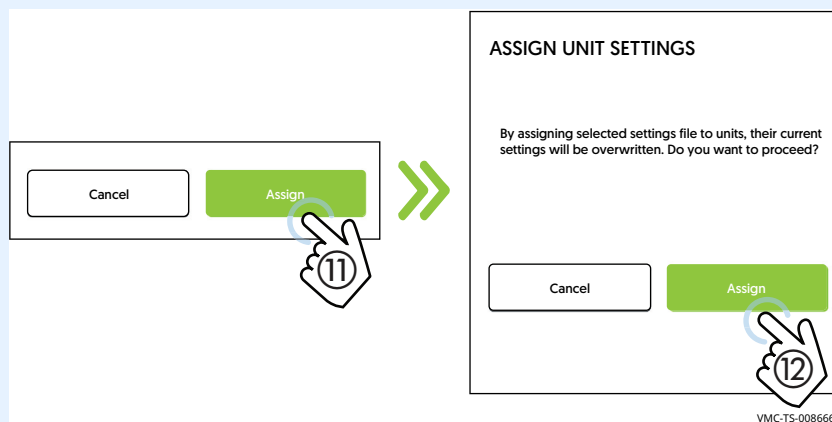 Cancel
Assign
⑪
ASSIGN UNIT SETTINGS
By assigning selected settings file to units, their current
settings will be overwritten. Do you want to proceed?
Cancel
Assign
⑫
VMC-TS-008666